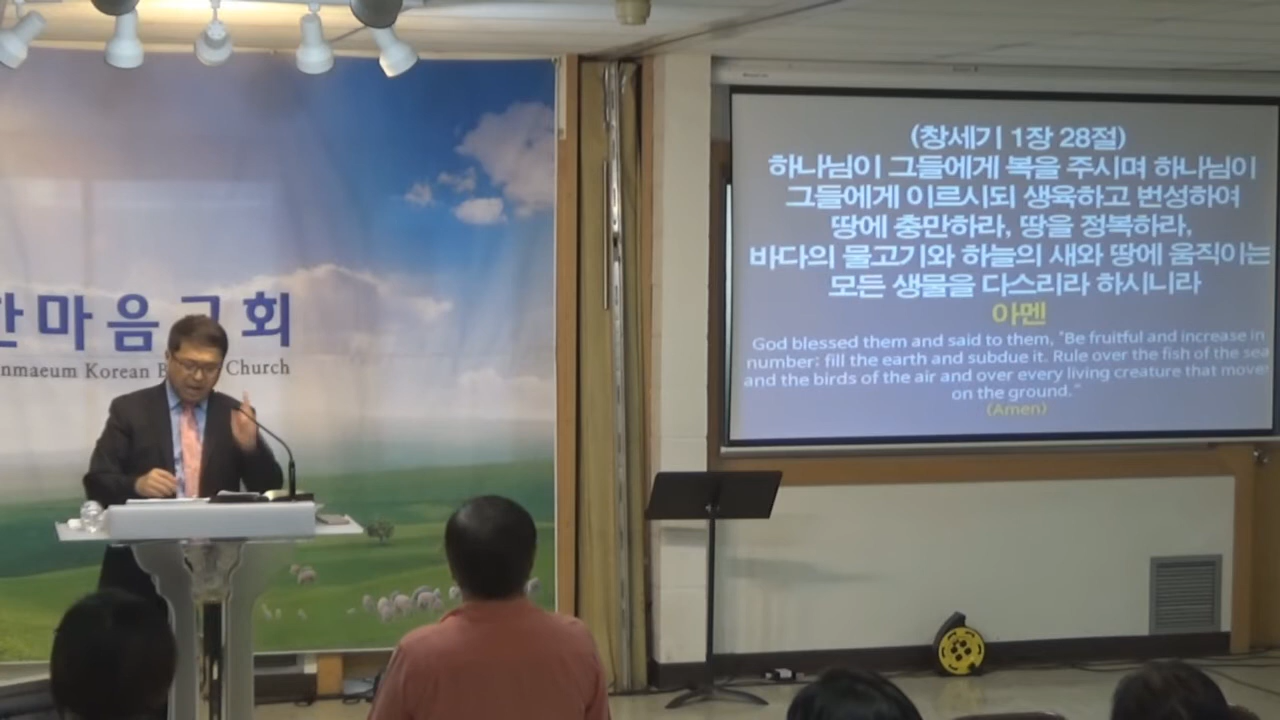 한마음교회
nmaeum Korean B Church
(창세기 1장 28절)
하나님이 그들에게 복을 주시며 하나님이
그들에게 이르시되 생육하고 번성하여
땅에 충만하라, 땅을 정복하라,
바다의 물고기와 하늘의 새와 땅에 움직이는
모든 생물을 다스리라 하시니라
아멘
God blessed them and said to them, "Be fruitful and increase in
number; fill the earth and subdue it. Rule over the fish of the sea
and the birds of the air and over every living creature that move
on the ground."
(Amen)